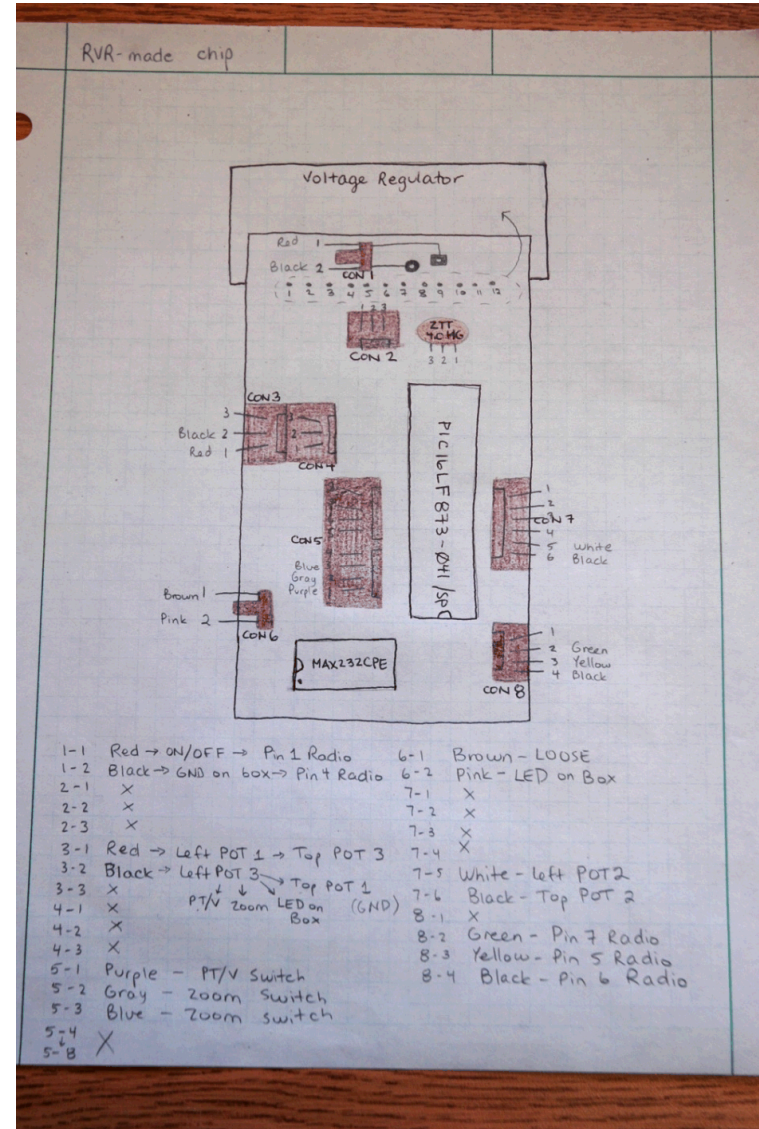 RVR-made chip
Voltage Regulator
Red 1
Black 2
CON 1
1 2 3 4 5 6 7 8 9 10 11 12
1 2 3
CON 2
ZTT
4.0 MG
3 2 1
CON3
3
Black 2
Red 1
3
2
1
CON4
PIC16LF873-04I/SP
CON5
Blue
Gray
Purple
1
2
3
CON7
4
5 White
6 Black
Brown 1
Pink 2
CON6
MAX232CPE
1
2 Green
3 Yellow
4 Black
CON 8
1-1 Red → ON/OFF → Pin 1 Radio
1-2 Black → GND on box → Pin 4 Radio
2-1 X
2-2 X
2-3 X
3-1 Red → Left POT 1 → Top POT 3
3-2 Black → Left POT 3 → Top POT 1
3-3 X PT/V Zoom LED on Box (GND)
4-1 X
4-2 X
4-3 X
5-1 Purple - PT/V Switch
5-2 Gray - Zoom Switch
5-3 Blue - Zoom switch
5-4 ↓ 5-8 X
6-1 Brown - LOOSE
6-2 Pink - LED on Box
7-1 X
7-2 X
7-3 X
7-4 X
7-5 White - Left POT 2
7-6 Black - Top POT 2
8-1 X
8-2 Green - Pin 7 Radio
8-3 Yellow - Pin 5 Radio
8-4 Black - Pin 6 Radio